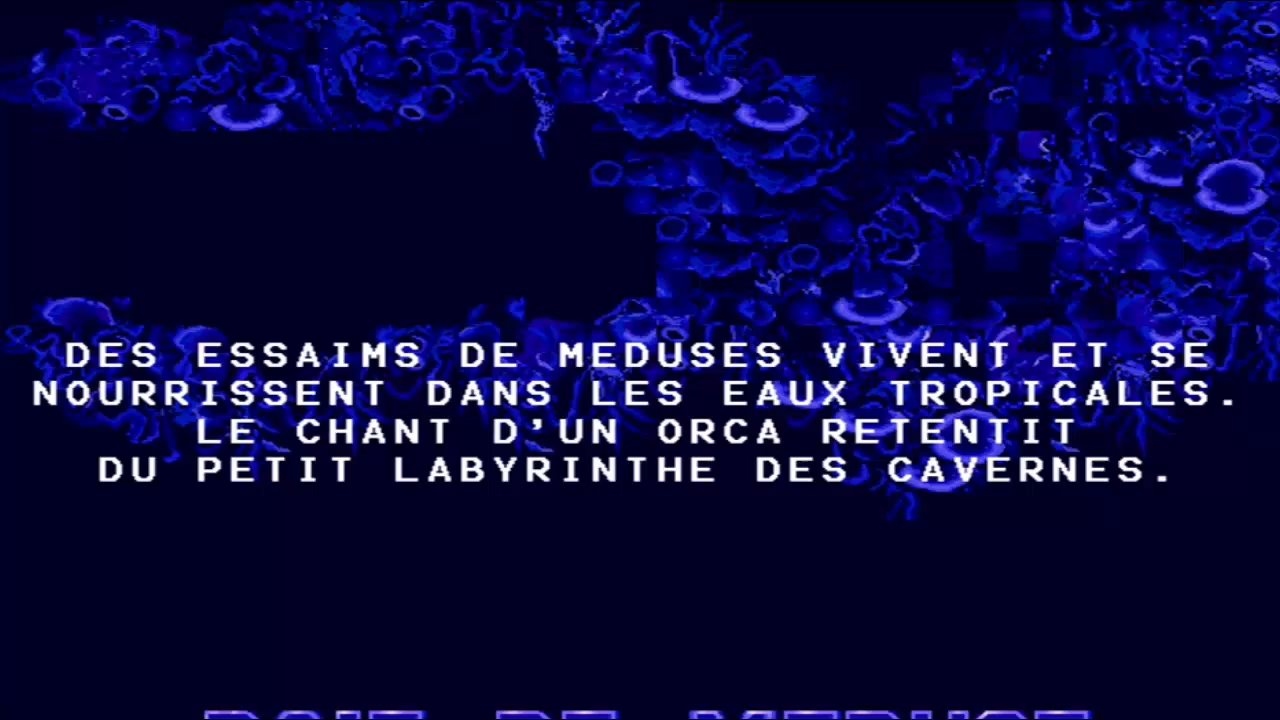 DES ESSAIMS DE MEDUSES VIVENT ET SE
NOURRISSENT DANS LES EAUX TROPICALES.
LE CHANT D'UN ORCA RETENTIT
DU PETIT LABYRINTHE DES CAVERNES.